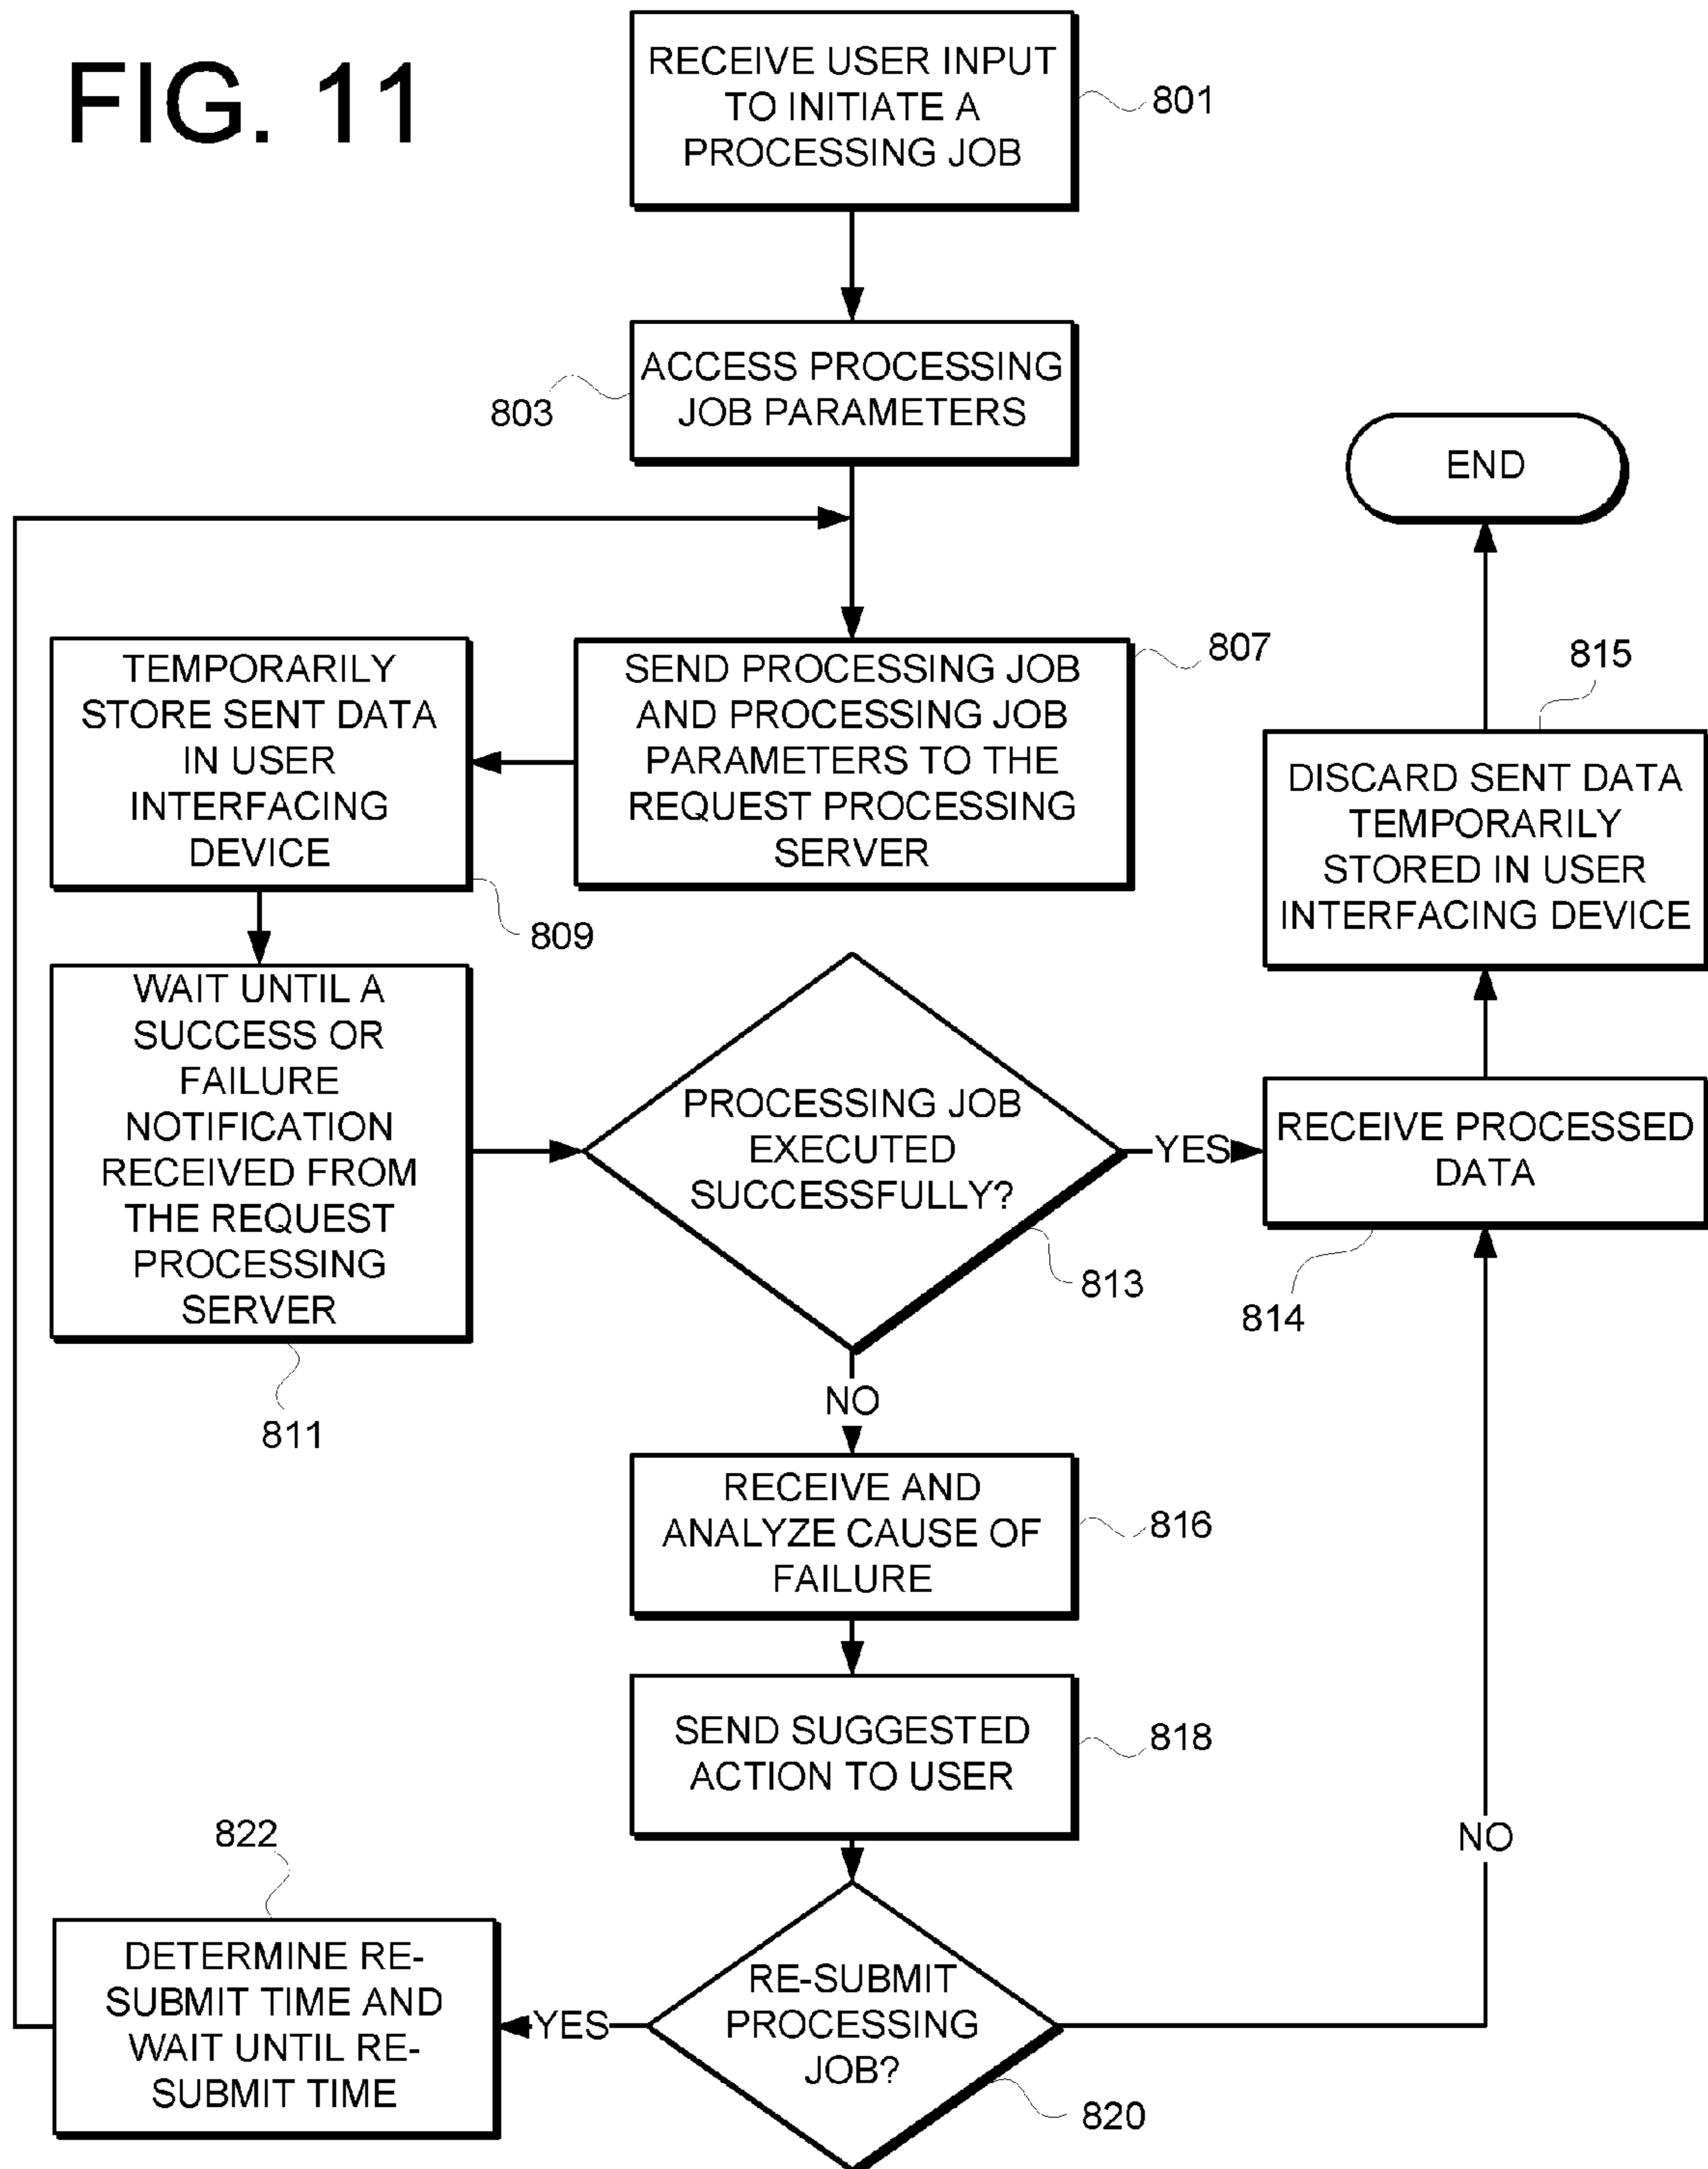 FIG. 11
RECEIVE USER INPUT
TO INITIATE A
PROCESSING JOB
801
ACCESS PROCESSING
JOB PARAMETERS
803
END
TEMPORARILY
STORE SENT DATA
IN USER
INTERFACING
DEVICE
809
SEND PROCESSING JOB
AND PROCESSING JOB
PARAMETERS TO THE
REQUEST PROCESSING
SERVER
807
815
DISCARD SENT DATA
TEMPORARILY
STORED IN USER
INTERFACING DEVICE
WAIT UNTIL A
SUCCESS OR
FAILURE
NOTIFICATION
RECEIVED FROM
THE REQUEST
PROCESSING
SERVER
811
PROCESSING JOB
EXECUTED
SUCCESSFULLY?
813
YES
RECEIVE PROCESSED
DATA
814
NO
RECEIVE AND
ANALYZE CAUSE OF
FAILURE
816
SEND SUGGESTED
ACTION TO USER
818
NO
822
DETERMINE RE-
SUBMIT TIME AND
WAIT UNTIL RE-
SUBMIT TIME
YES
RE-SUBMIT
PROCESSING
JOB?
820